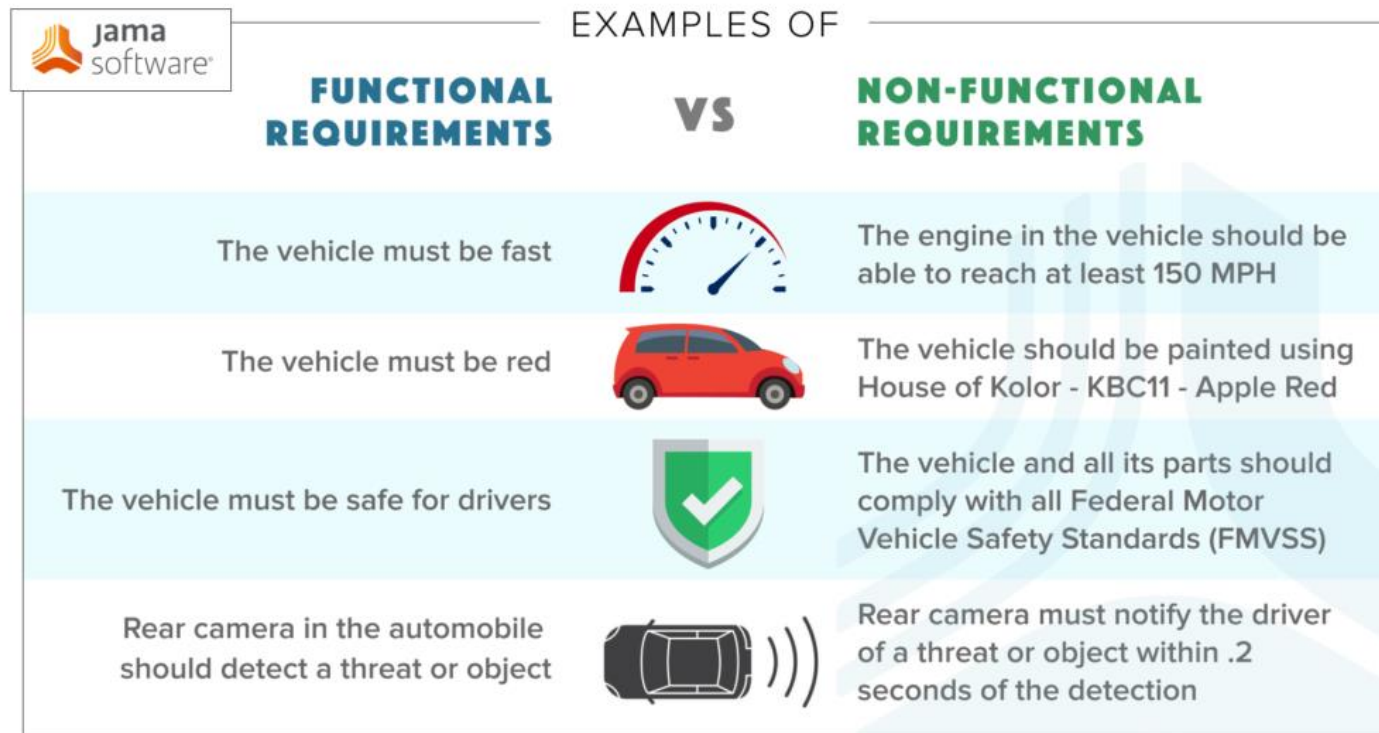 jama
software®
EXAMPLES OF
FUNCTIONAL
REQUIREMENTS
VS
NON-FUNCTIONAL
REQUIREMENTS
The vehicle must be fast
The engine in the vehicle should be
able to reach at least 150 MPH
The vehicle must be red
The vehicle should be painted using
House of Kolor - KBC11 - Apple Red
The vehicle must be safe for drivers
The vehicle and all its parts should
comply with all Federal Motor
Vehicle Safety Standards (FMVSS)
Rear camera in the automobile
should detect a threat or object
Rear camera must notify the driver
of a threat or object within .2
seconds of the detection